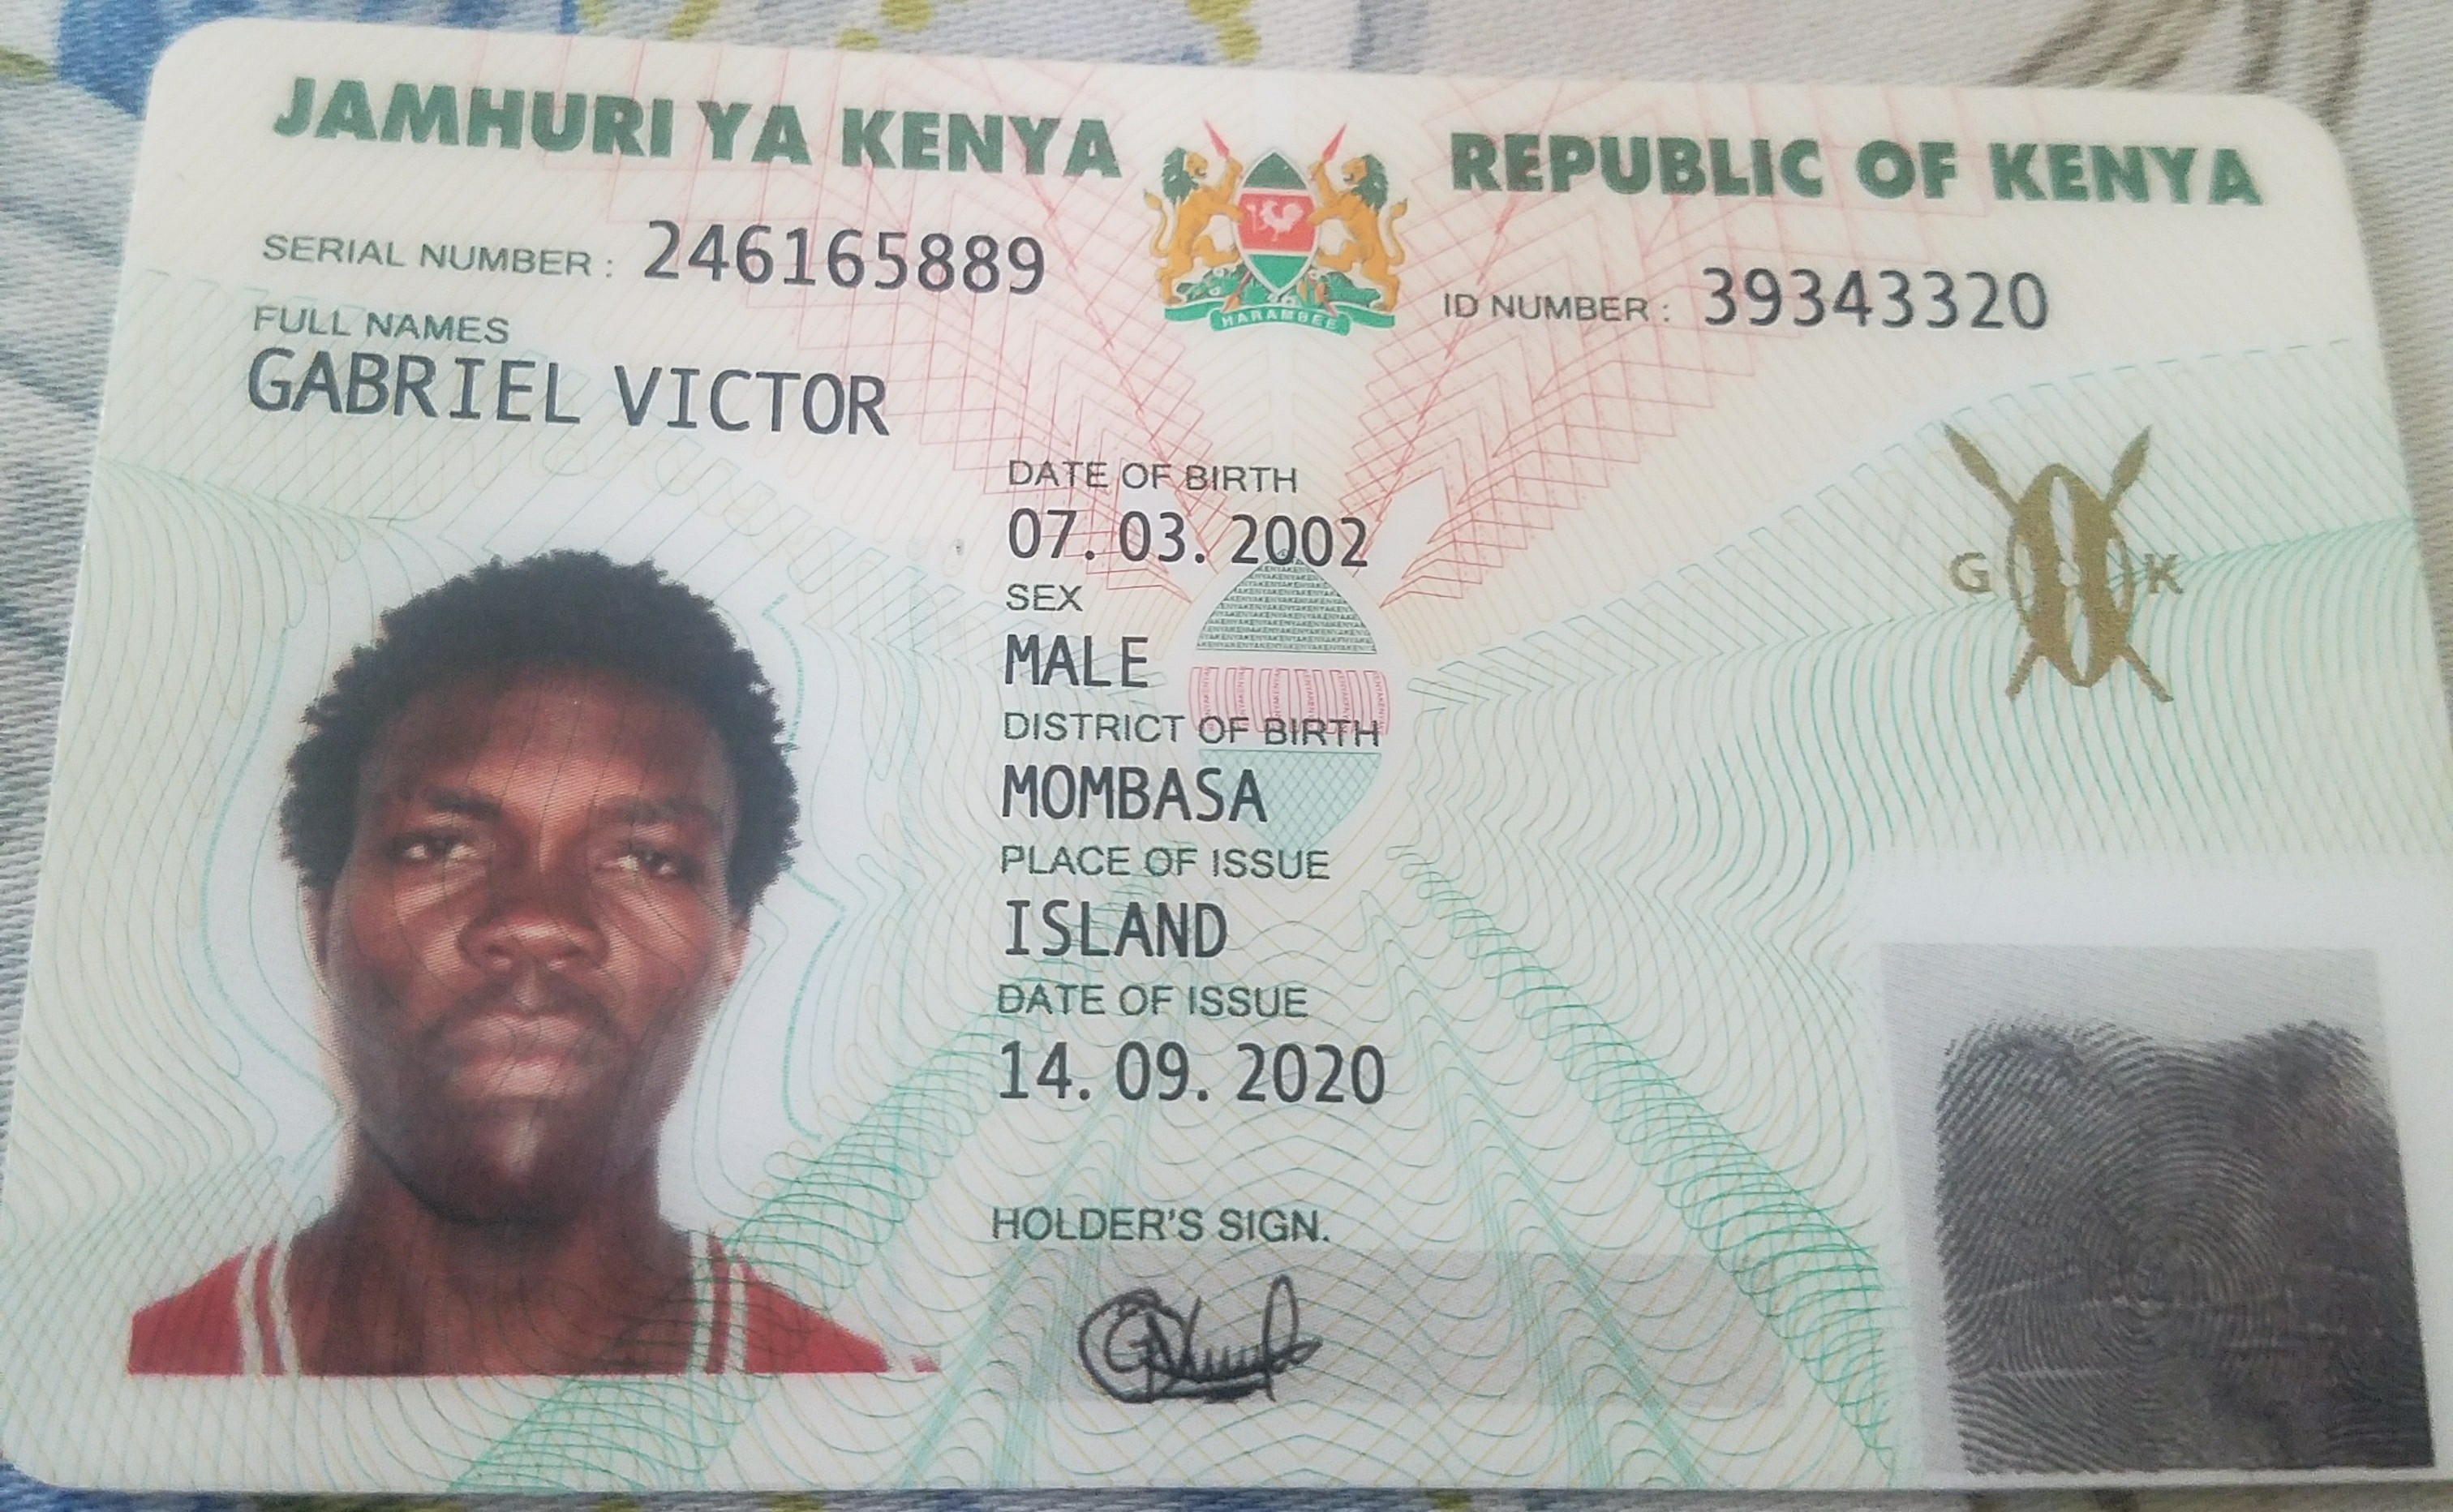 JAMHURI YA KENYA
REPUBLIC OF KENYA
SERIAL NUMBER : 246165889
ID NUMBER : 39343320
HARAMBEE
FULL NAMES
GABRIEL VICTOR
DATE OF BIRTH
07. 03. 2002
SEX
MALE
DISTRICT OF BIRTH
MOMBASA
PLACE OF ISSUE
ISLAND
DATE OF ISSUE
14. 09. 2020
HOLDER'S SIGN.
G K